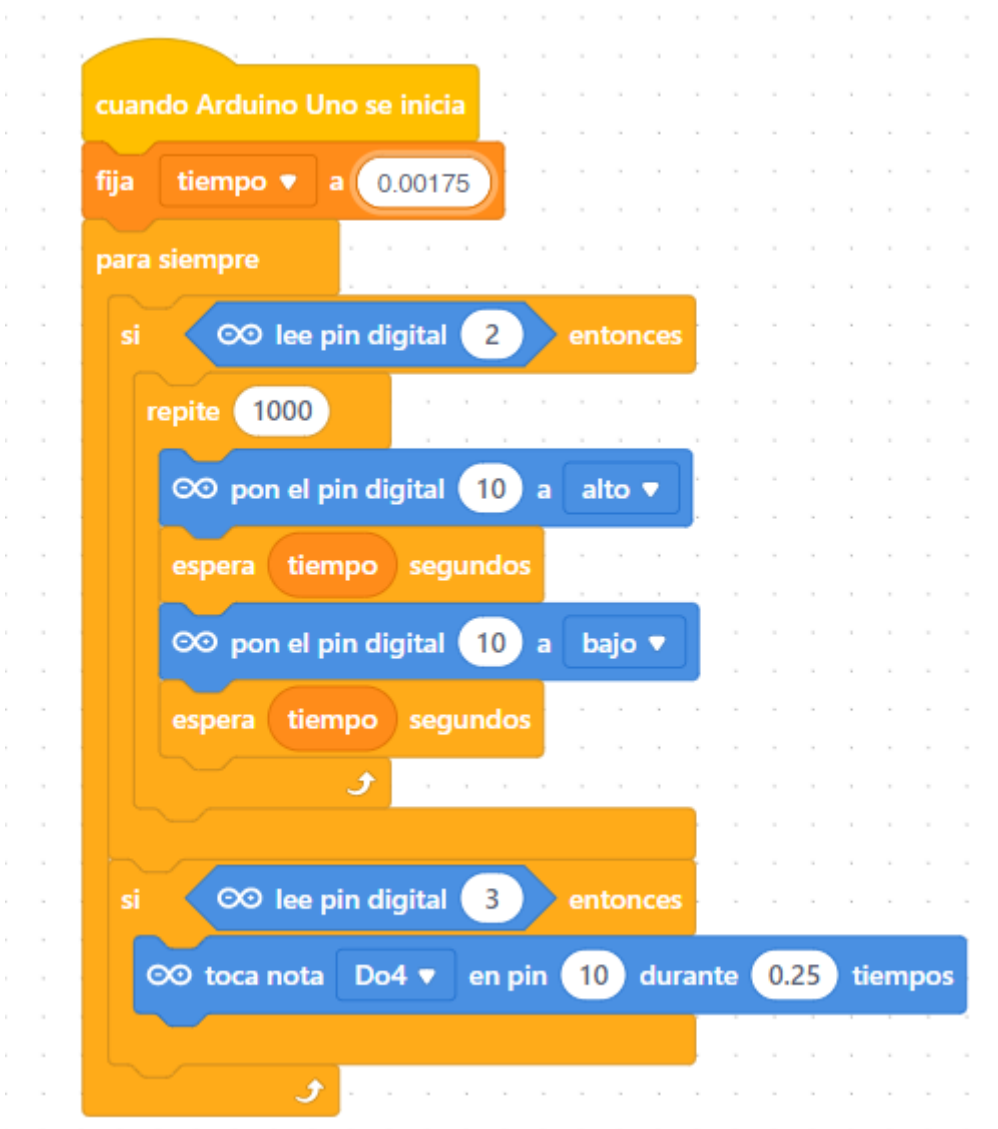 cuando Arduino Uno se inicia
fija tiempo a 0.00175
para siempre
si lee pin digital 2 entonces
repite 1000
pon el pin digital 10 a alto
espera tiempo segundos
pon el pin digital 10 a bajo
espera tiempo segundos
si lee pin digital 3 entonces
toca nota Do4 en pin 10 durante 0.25 tiempos